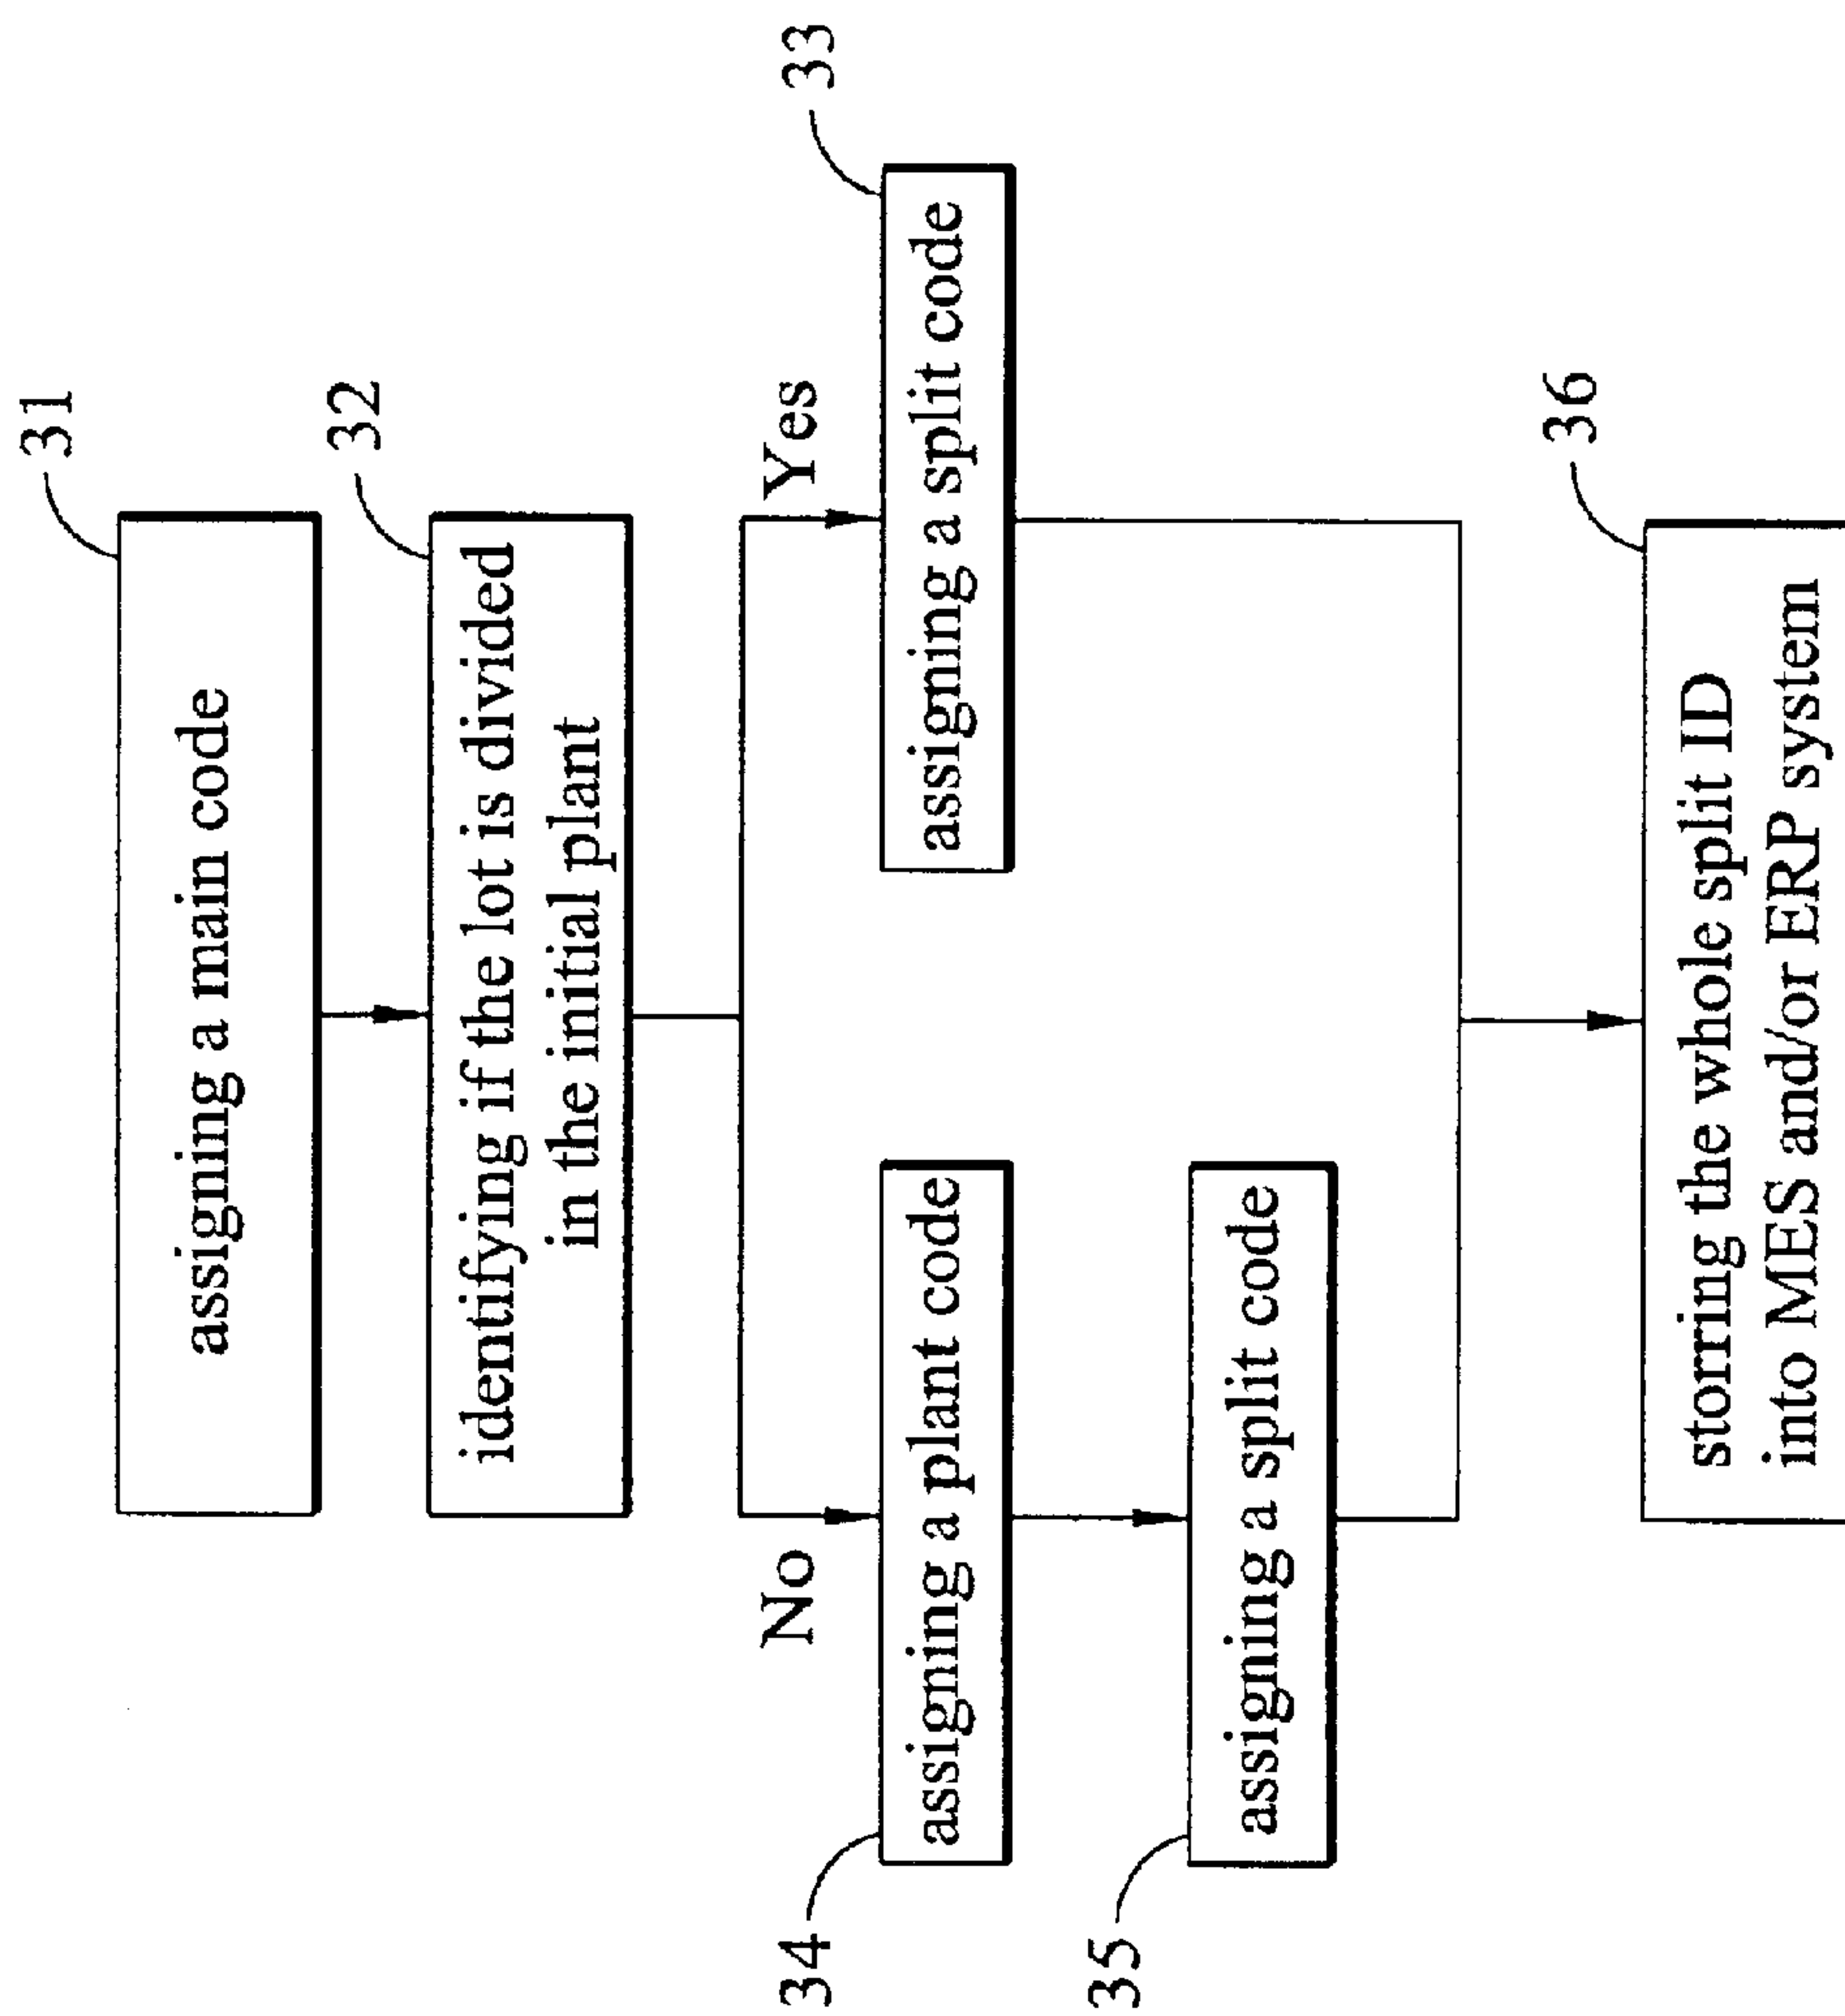 31
assigning a main code
32
identifying if the lot is divided
in the initial plant
No
Yes
34
assigning a plant code
33
assigning a split code
35
assigning a split code
36
storring the whole split ID
into MES and/or ERP system